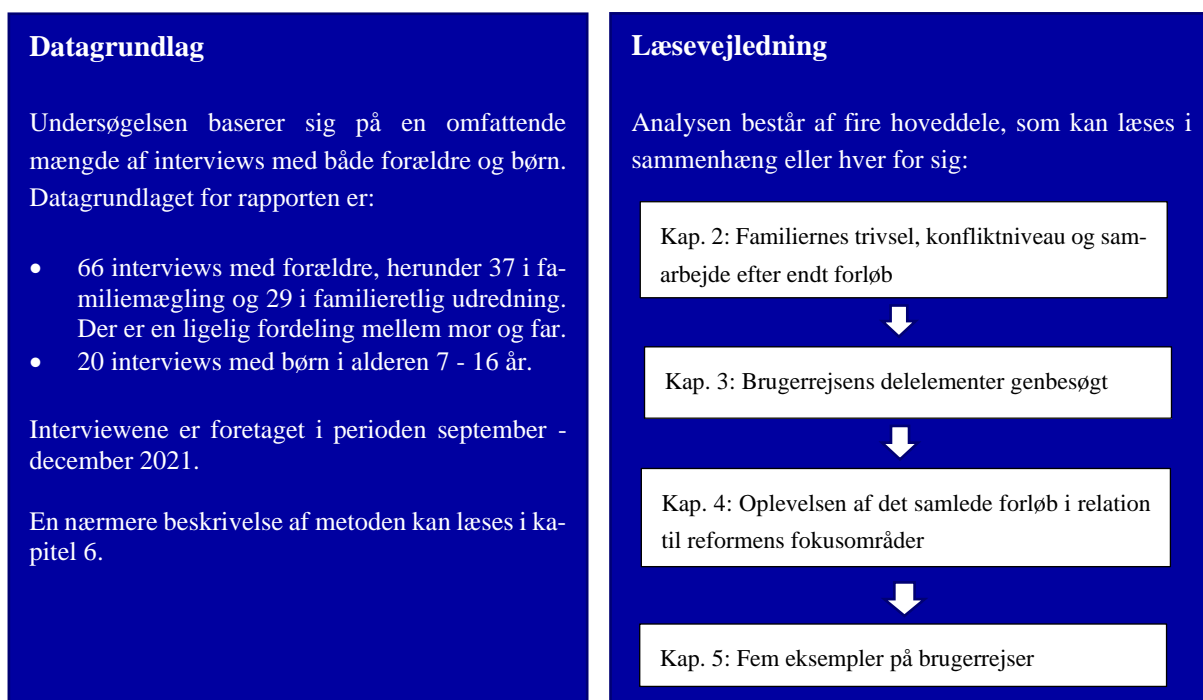 Datagrundlag
Undersøgelsen baserer sig på en omfattende
mængde af interviews med både forældre og børn.
Datagrundlaget for rapporten er:
• 66 interviews med forældre, herunder 37 i fa-
miliemægling og 29 i familieretlig udredning.
Der er en ligelig fordeling mellem mor og far.
• 20 interviews med børn i alderen 7 - 16 år.
Interviewene er foretaget i perioden september -
december 2021.
En nærmere beskrivelse af metoden kan læses i ka-
pitel 6.
Læsevejledning
Analysen består af fire hoveddele, som kan læses i
sammenhæng eller hver for sig:
Kap. 2: Familiernes trivsel, konfliktniveau og sam-
arbejde efter endt forløb
Kap. 3: Brugerrejsens delelementer genbesøgt
Kap. 4: Oplevelsen af det samlede forløb i relation
til reformens fokusområder
Kap. 5: Fem eksempler på brugerrejser